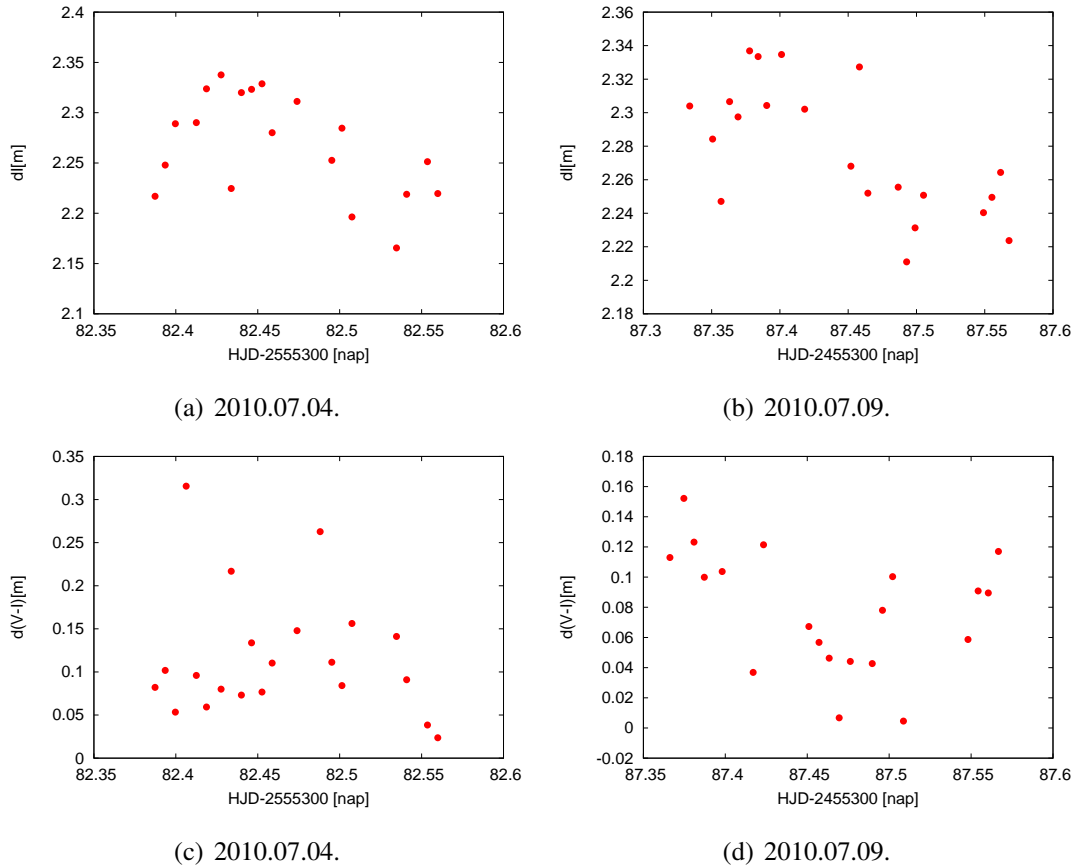 2.4
2.35
2.3
2.25
2.2
2.15
2.1
dI[m]
82.35 82.4 82.45 82.5 82.55 82.6
HJD-2555300 [nap]
(a) 2010.07.04.
2.36
2.34
2.32
2.3
2.28
2.26
2.24
2.22
2.2
2.18
dI[m]
87.3 87.35 87.4 87.45 87.5 87.55 87.6
HJD-2455300 [nap]
(b) 2010.07.09.
0.35
0.3
0.25
0.2
0.15
0.1
0.05
0
d(V-I)[m]
82.35 82.4 82.45 82.5 82.55 82.6
HJD-2555300 [nap]
(c) 2010.07.04.
0.18
0.16
0.14
0.12
0.1
0.08
0.06
0.04
0.02
0
-0.02
d(V-I)[m]
87.35 87.4 87.45 87.5 87.55 87.6
HJD-2455300 [nap]
(d) 2010.07.09.